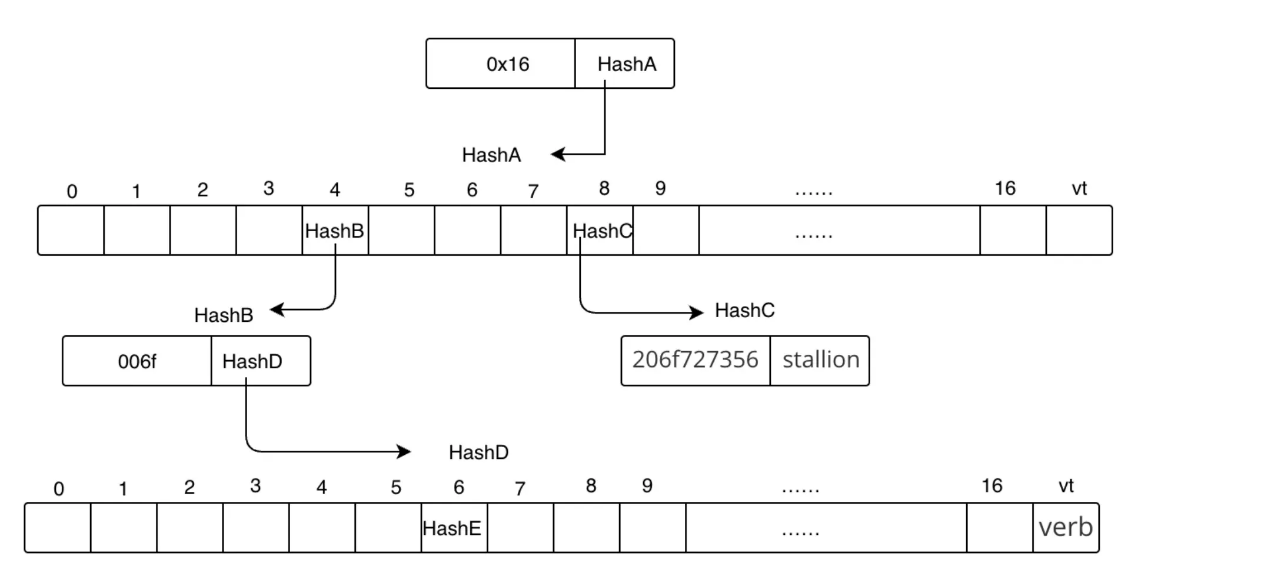 0x16 HashA
HashA
0 1 2 3 4 5 6 7 8 9 ...... 16 vt
HashB HashC ......
HashB HashC
006f HashD 206f727356 stallion
HashD
0 1 2 3 4 5 6 7 8 9 ...... 16 vt
HashE ...... verb